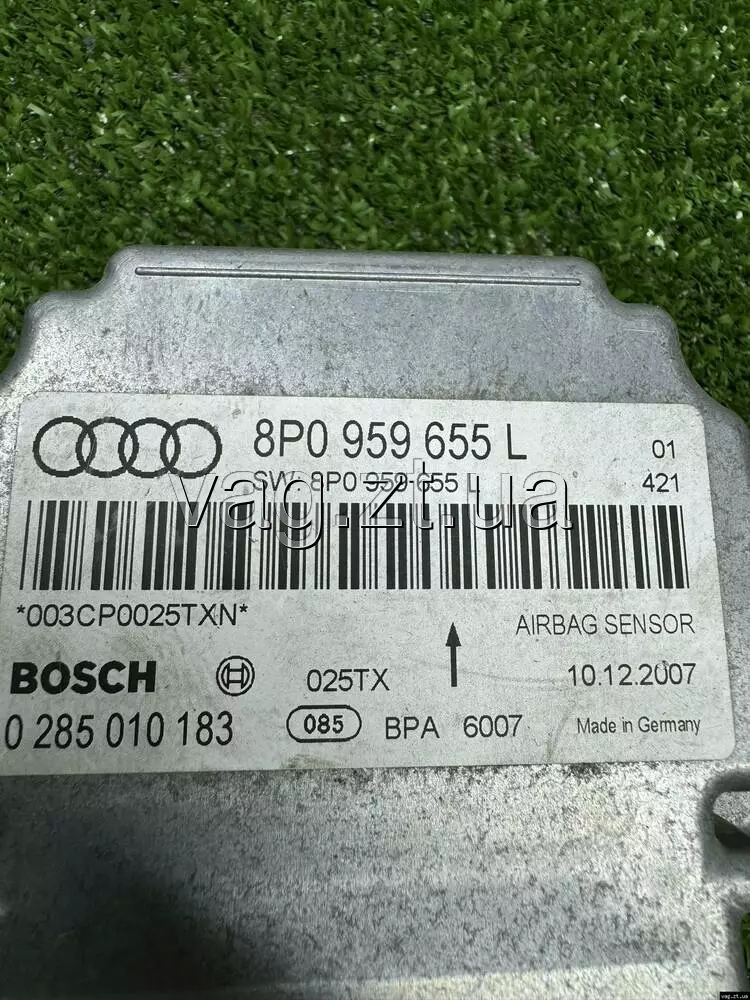 8P0 959 655 L 01
SW: 8P0 959 655 L 421
vag.zt.ua
*003CP0025TXN*
AIRBAG SENSOR
BOSCH 025TX 10.12.2007
0 285 010 183 085 BPA 6007 Made in Germany
vag.zt.ua